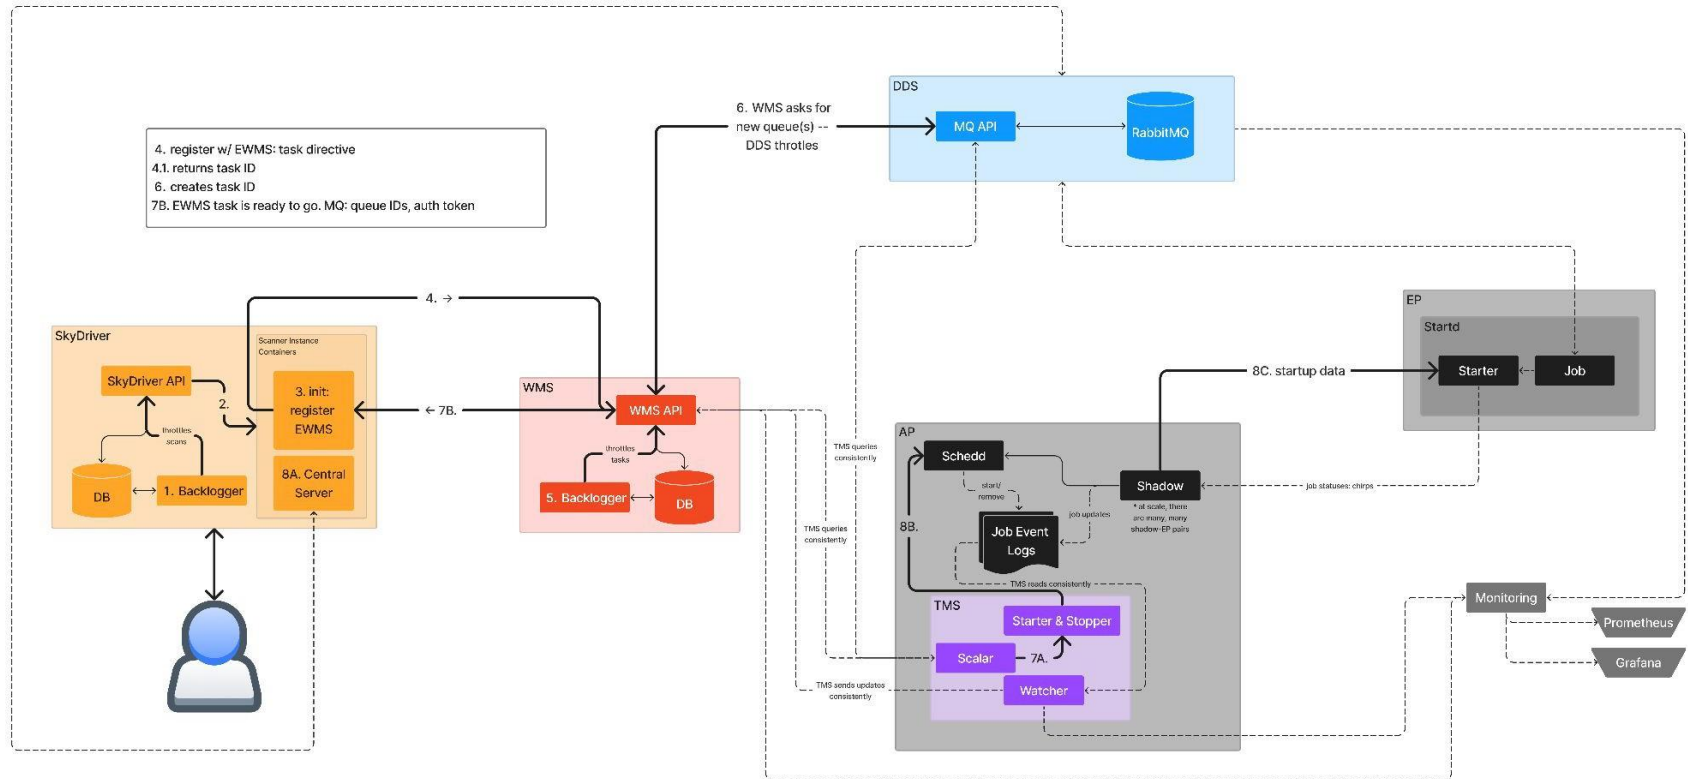 DDS
6. WMS asks for
new queue(s) --
DDS throtles
MQ API
RabbitMQ
4. register w/ EWMS: task directive
4.1. returns task ID
6. creates task ID
7B. EWMS task is ready to go. MQ: queue IDs, auth token
4. →
SkyDriver
Scanner Instance
Containers
SkyDriver API
2.
3. init:
register
EWMS
throttles
scans
DB
1. Backlogger
8A. Central
Server
← 7B.
WMS
WMS API
throttles
tasks
5. Backlogger
DB
TMS queries
consistently
TMS queries
consistently
TMS sends updates
consistently
EP
Startd
Starter
Job
8C. startup data
AP
Schedd
Shadow
* at scale, there
are many, many
shadow-EP pairs
job statuses: chirps
start/
remove
job updates
Job Event
Logs
8B.
TMS reads consistently
TMS
Starter & Stopper
Scalar
7A.
Watcher
Monitoring
Prometheus
Grafana